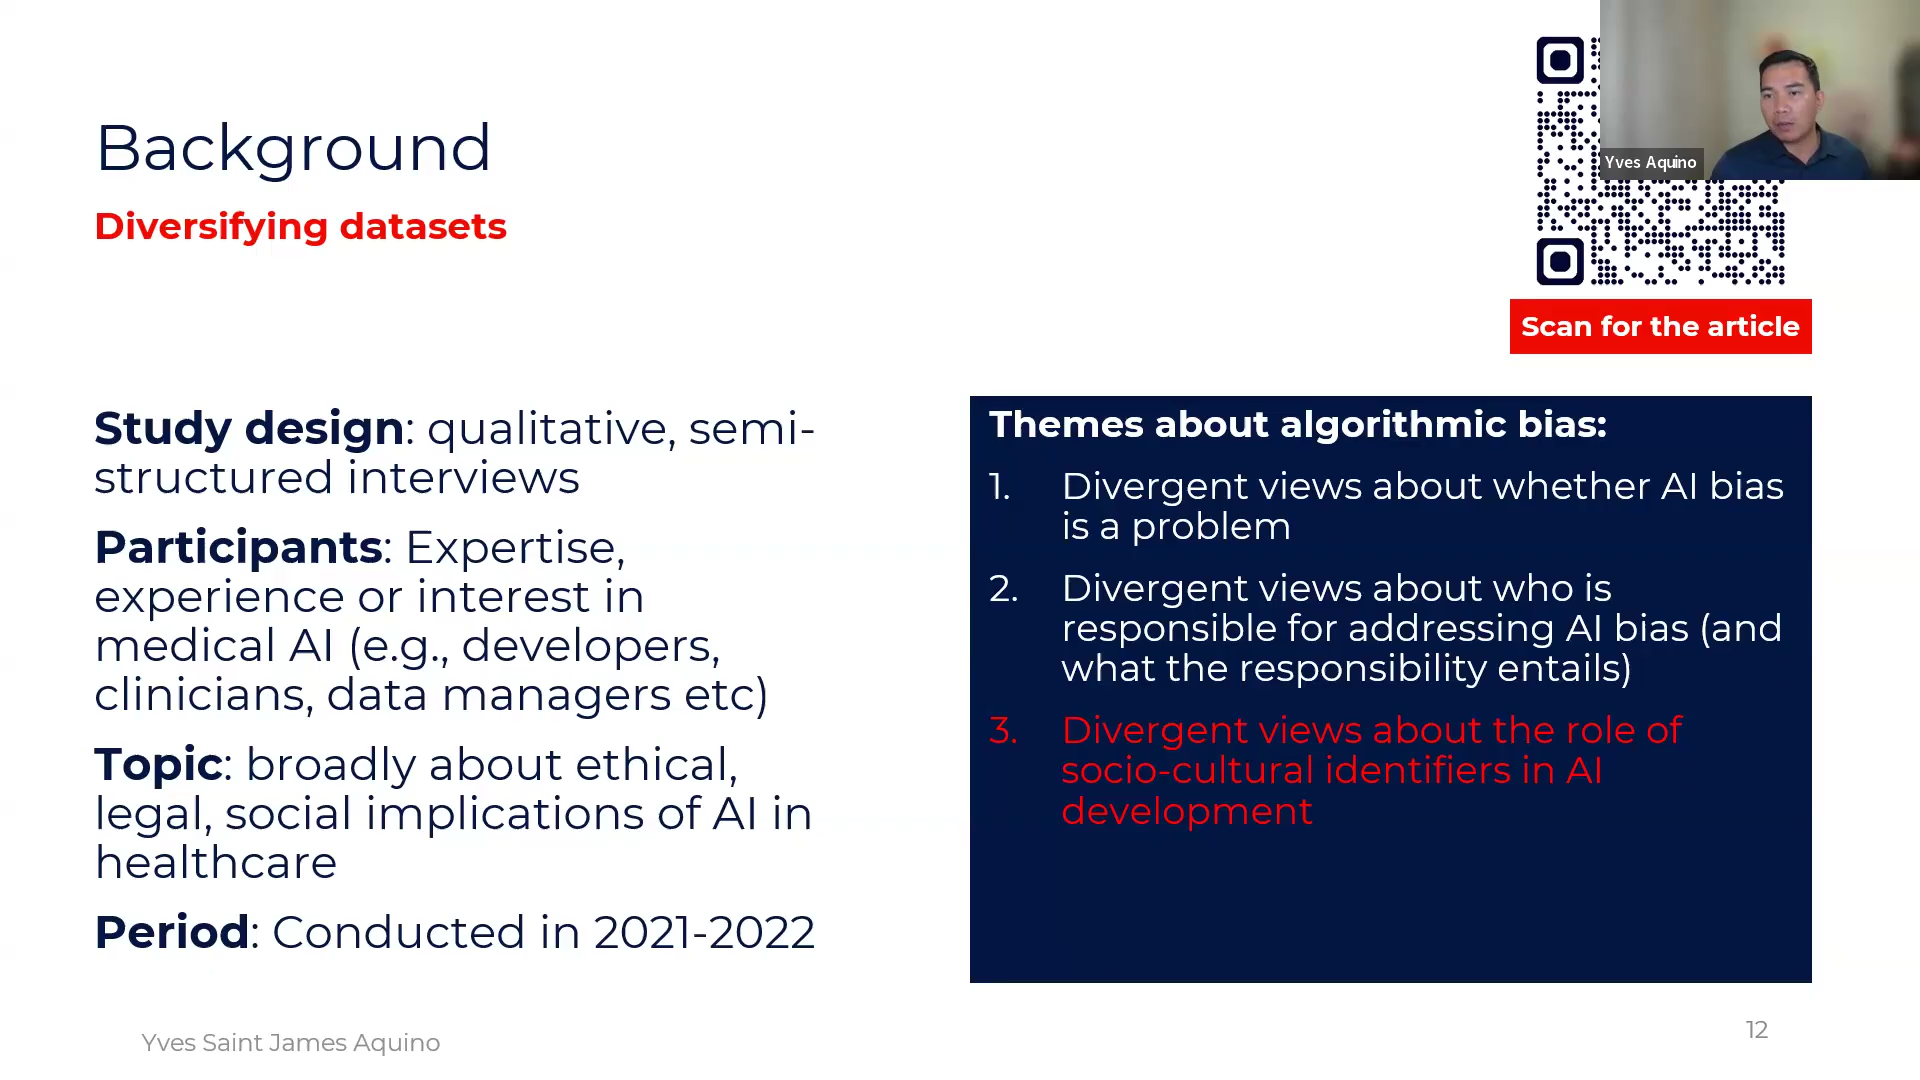 Background
Diversifying datasets
Yves Aquino
Scan for the article
Study design: qualitative, semi-
structured interviews
Participants: Expertise,
experience or interest in
medical AI (e.g., developers,
clinicians, data managers etc)
Topic: broadly about ethical,
legal, social implications of AI in
healthcare
Period: Conducted in 2021-2022
Themes about algorithmic bias:
1. Divergent views about whether AI bias
is a problem
2. Divergent views about who is
responsible for addressing AI bias (and
what the responsibility entails)
3. Divergent views about the role of
socio-cultural identifiers in AI
development
Yves Saint James Aquino
12